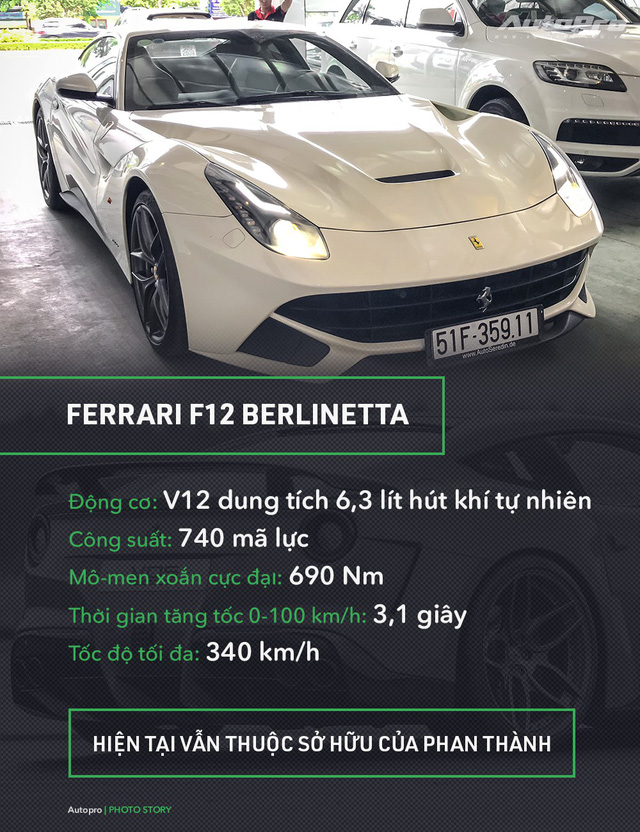 AutoPro
51F-359.11
www.AutoSeredin.de
FERRARI F12 BERLINETTA
Động cơ: V12 dung tích 6,3 lít hút khí tự nhiên
Công suất: 740 mã lực
Mô-men xoắn cực đại: 690 Nm
Thời gian tăng tốc 0-100 km/h: 3,1 giây
Tốc độ tối đa: 340 km/h
HIỆN TẠI VẪN THUỘC SỞ HỮU CỦA PHAN THÀNH
Autopro | PHOTO STORY